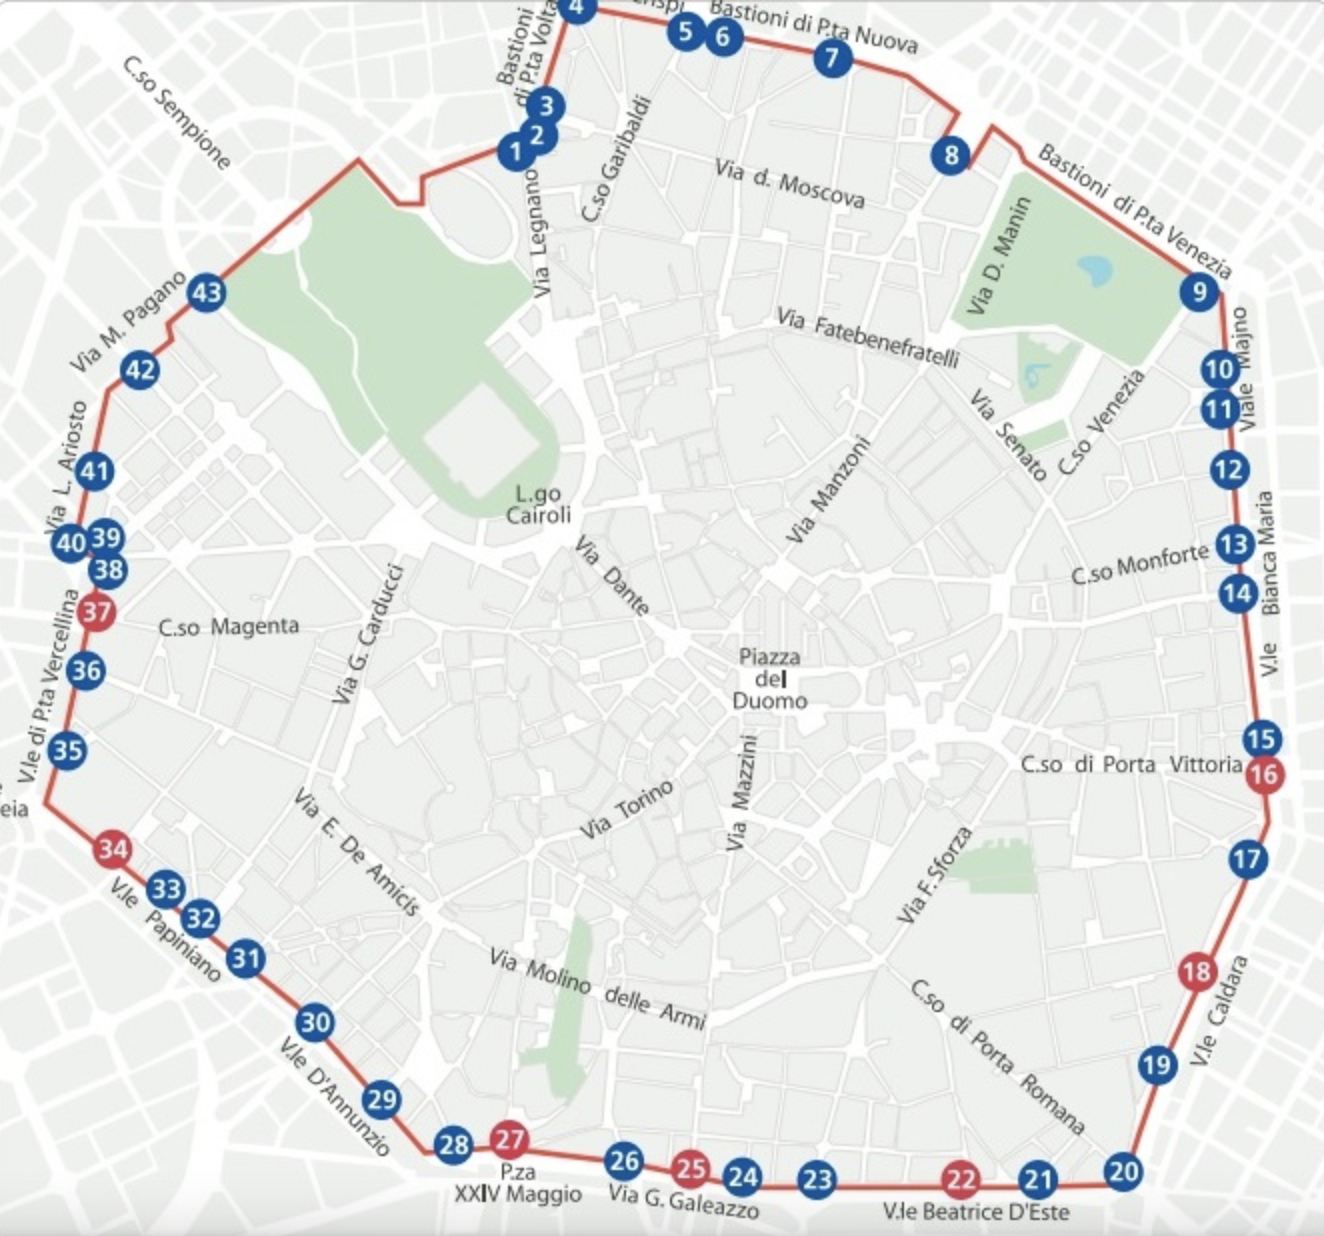 4
Crispi
Bastioni di P.ta Nuova
5
6
7
Bastioni
di P.ta Volta
C.so Sempione
3
2
1
8
C.so Garibaldi
Via d. Moscova
Bastioni di P.ta Venezia
Via Legnano
Via D. Manin
Via M. Pagano
43
9
Via Fatebenefratelli
Viale Majno
42
10
11
Via Senato
C.so Venezia
Via L. Ariosto
41
12
Via Manzoni
L.go
Cairoli
40
39
38
13
V.le Bianca Maria
C.so Monforte
Via Dante
14
37
C.so Magenta
Via G. Carducci
V.le di P.ta Vercellina
36
Piazza
del
Duomo
35
15
C.so di Porta Vittoria
16
eia
Via Mazzini
Via Torino
Via E. De Amicis
34
17
Via F. Sforza
33
32
V.le Papiniano
31
Via Molino delle Armi
18
V.le Caldara
C.so di Porta Romana
30
19
V.le D'Annunzio
29
28
27
26
25
24
23
22
21
20
P.za
XXIV Maggio
Via G. Galeazzo
V.le Beatrice D'Este